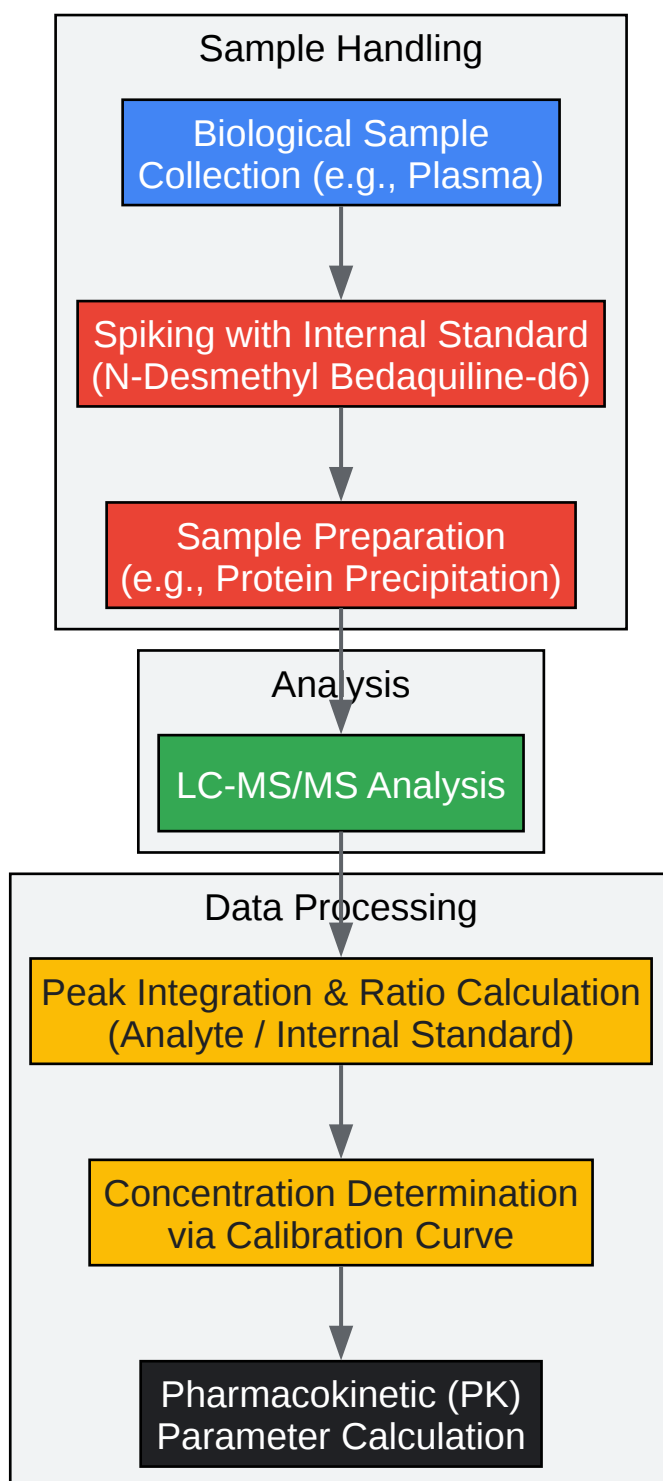 Sample Handling
Biological Sample
Collection (e.g., Plasma)
Spiking with Internal Standard
(N-Desmethyl Bedaquiline-d6)
Sample Preparation
(e.g., Protein Precipitation)
Analysis
LC-MS/MS Analysis
Data Processing
Peak Integration & Ratio Calculation
(Analyte / Internal Standard)
Concentration Determination
via Calibration Curve
Pharmacokinetic (PK)
Parameter Calculation